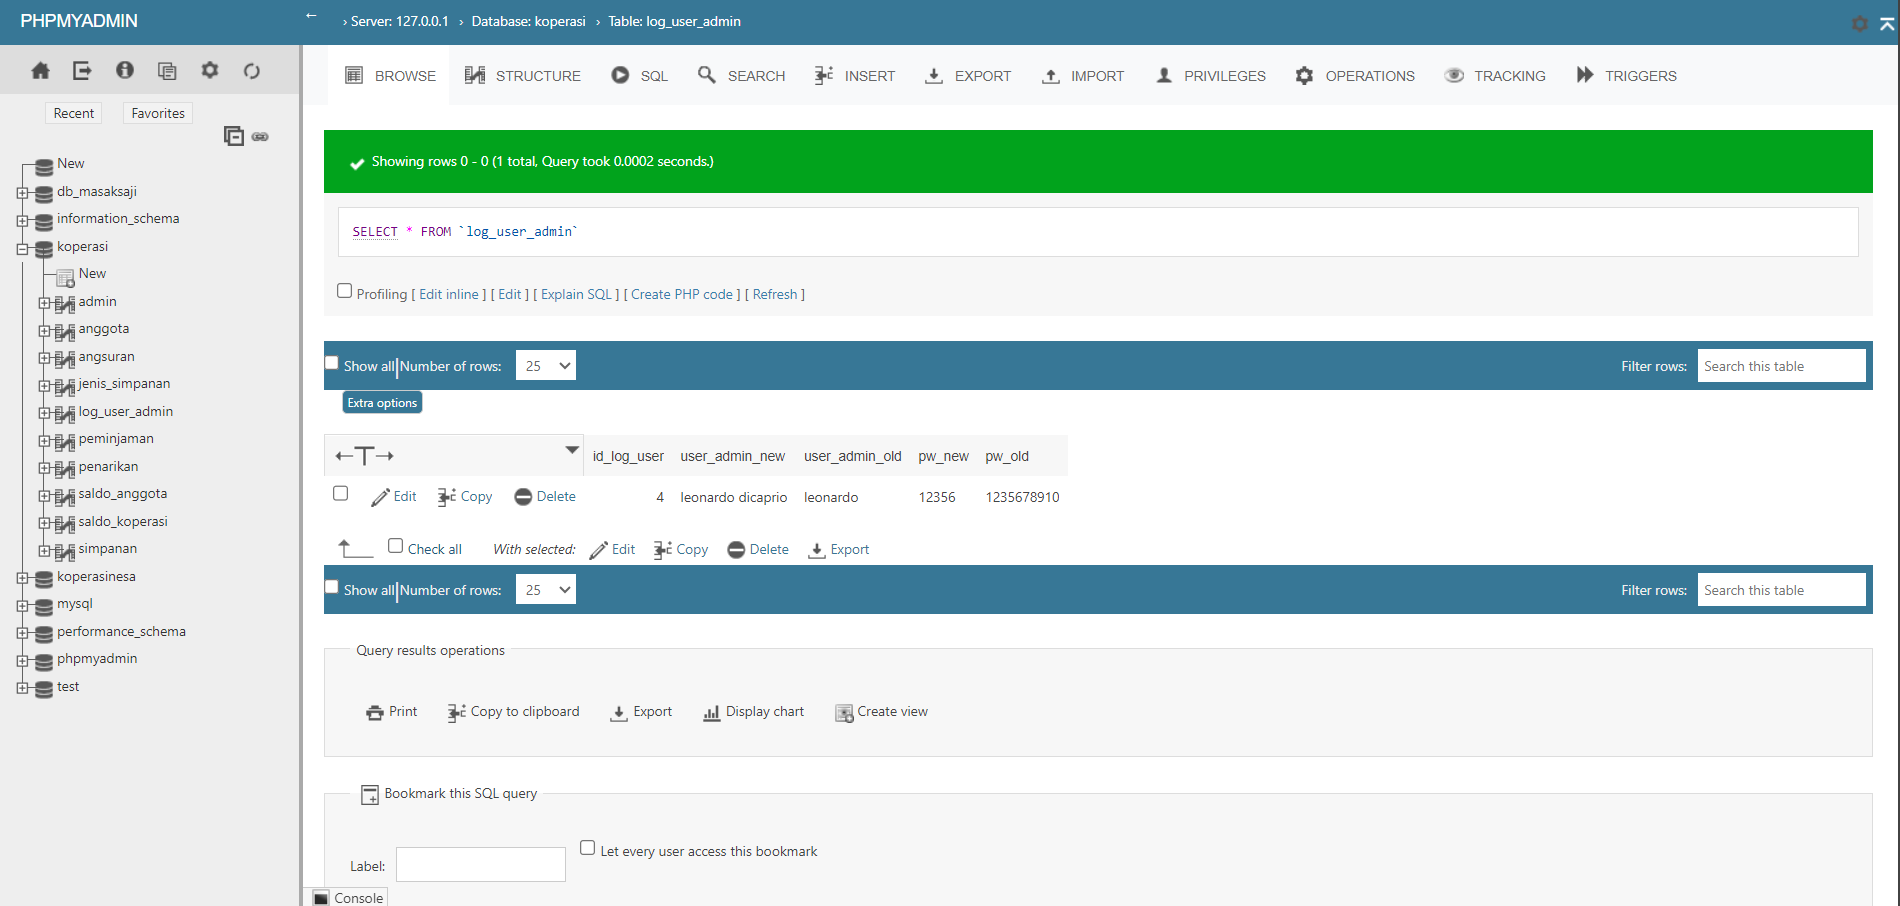 PHPMYADMIN
← › Server: 127.0.0.1 › Database: koperasi › Table: log_user_admin
Recent Favorites
New
db_masaksaji
information_schema
koperasi
New
admin
anggota
angsuran
jenis_simpanan
log_user_admin
peminjaman
penarikan
saldo_anggota
saldo_koperasi
simpanan
koperasinesa
mysql
performance_schema
phpmyadmin
test
BROWSE STRUCTURE SQL SEARCH INSERT EXPORT IMPORT PRIVILEGES OPERATIONS TRACKING TRIGGERS
Showing rows 0 - 0 (1 total, Query took 0.0002 seconds.)
SELECT * FROM `log_user_admin`
Profiling [ Edit inline ] [ Edit ] [ Explain SQL ] [ Create PHP code ] [ Refresh ]
Show all Number of rows: 25 Filter rows: Search this table
Extra options
←T→ id_log_user user_admin_new user_admin_old pw_new pw_old
Edit Copy Delete 4 leonardo dicaprio leonardo 12356 1235678910
Check all With selected: Edit Copy Delete Export
Show all Number of rows: 25 Filter rows: Search this table
Query results operations
Print Copy to clipboard Export Display chart Create view
Bookmark this SQL query
Label: Let every user access this bookmark
Console